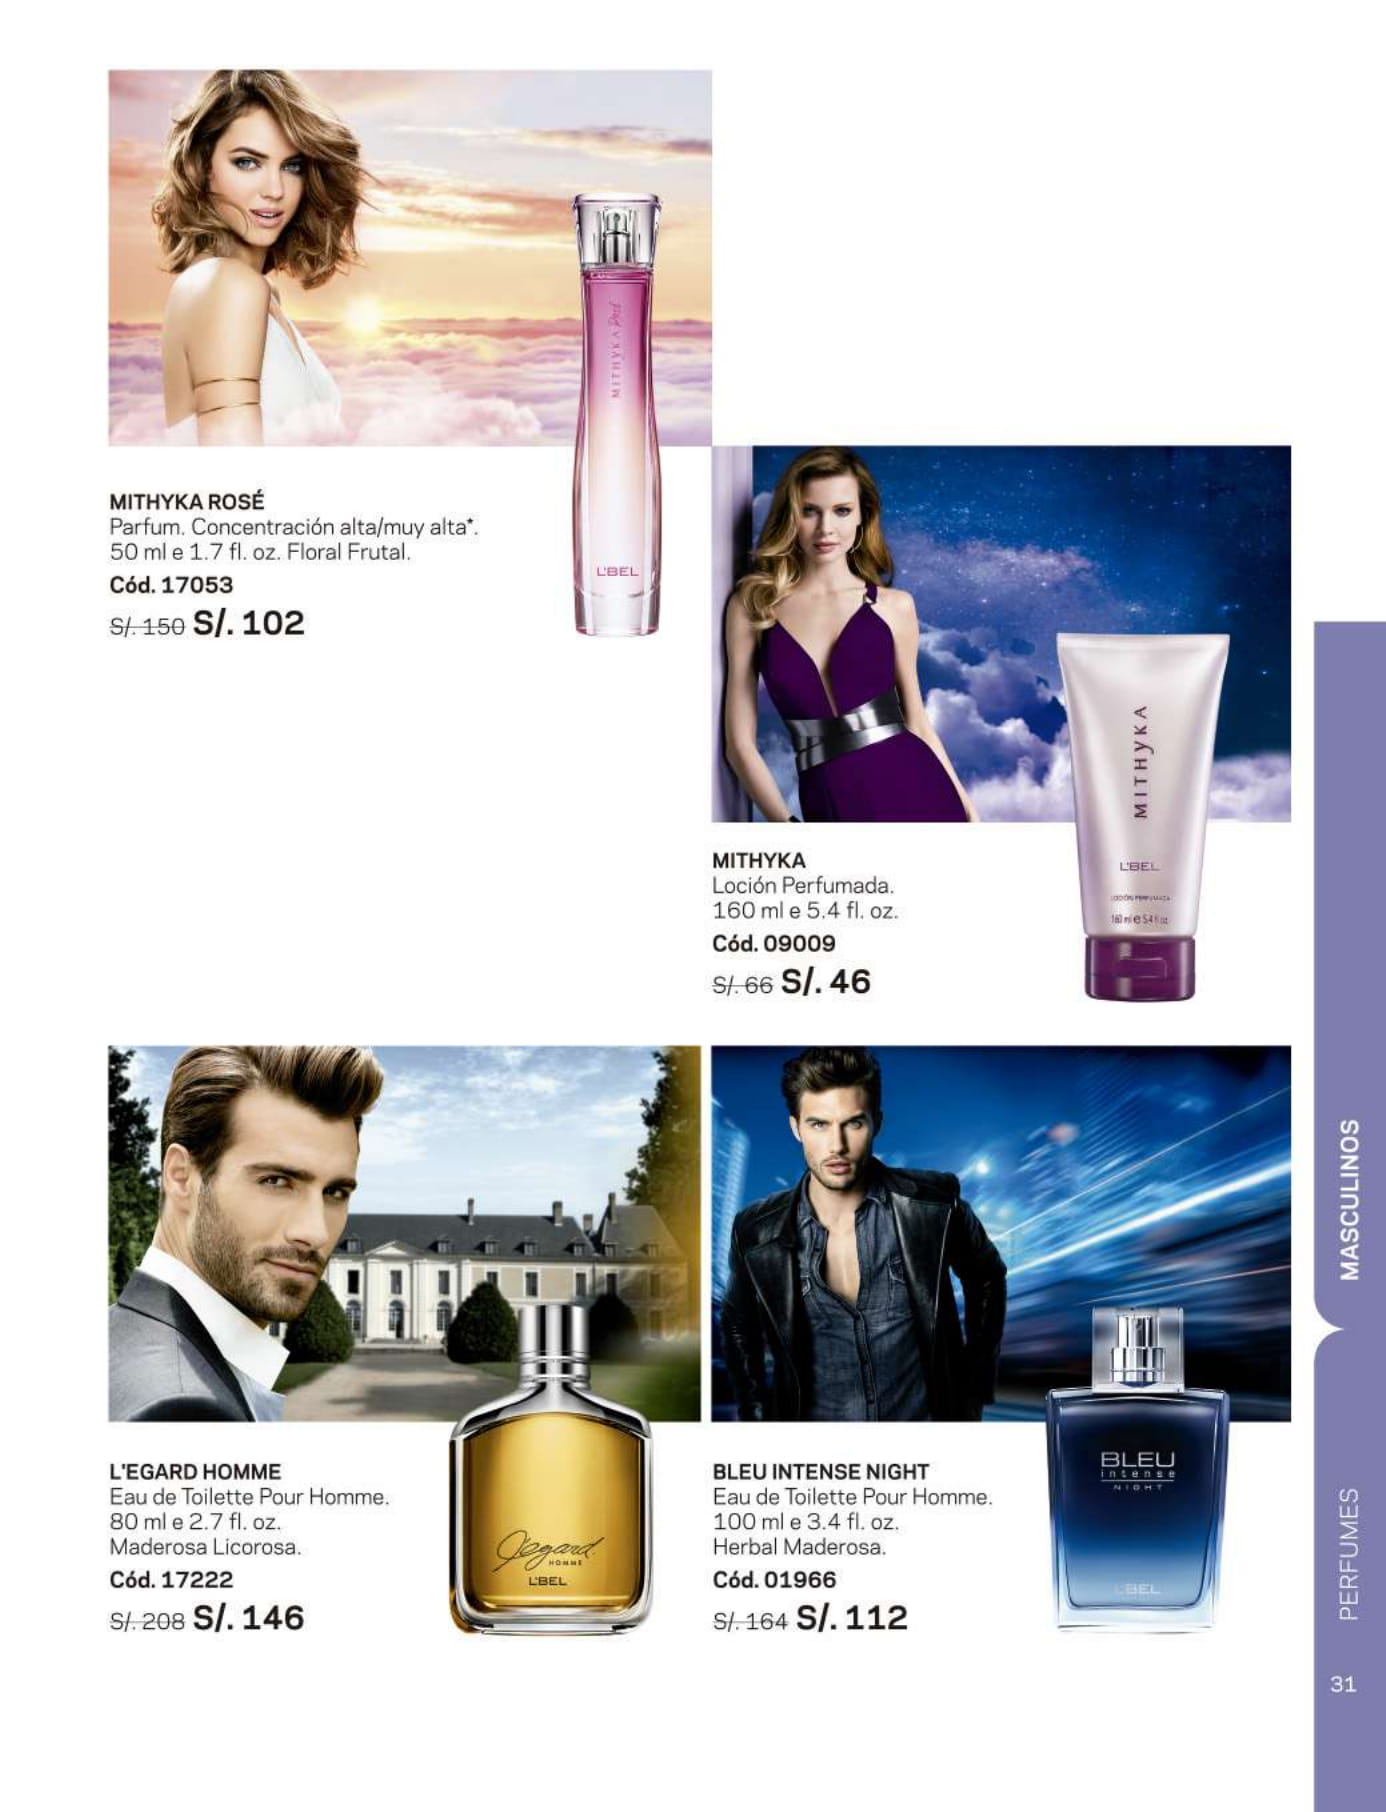 MITHYKA Rosé
L'BEL
MITHYKA ROSÉ
Parfum. Concentración alta/muy alta*.
50 ml e 1.7 fl. oz. Floral Frutal.
Cód. 17053
S/. 150 S/. 102
MITHYKA
L'BEL
LOCIÓN PERFUMADA
160 ml e 5.4 fl. oz.
MITHYKA
Loción Perfumada.
160 ml e 5.4 fl. oz.
Cód. 09009
S/. 66 S/. 46
L'egard
HOMME
L'BEL
L'EGARD HOMME
Eau de Toilette Pour Homme.
80 ml e 2.7 fl. oz.
Maderosa Licorosa.
Cód. 17222
S/. 208 S/. 146
BLEU
intense
NIGHT
L'BEL
BLEU INTENSE NIGHT
Eau de Toilette Pour Homme.
100 ml e 3.4 fl. oz.
Herbal Maderosa.
Cód. 01966
S/. 164 S/. 112
MASCULINOS
PERFUMES
31